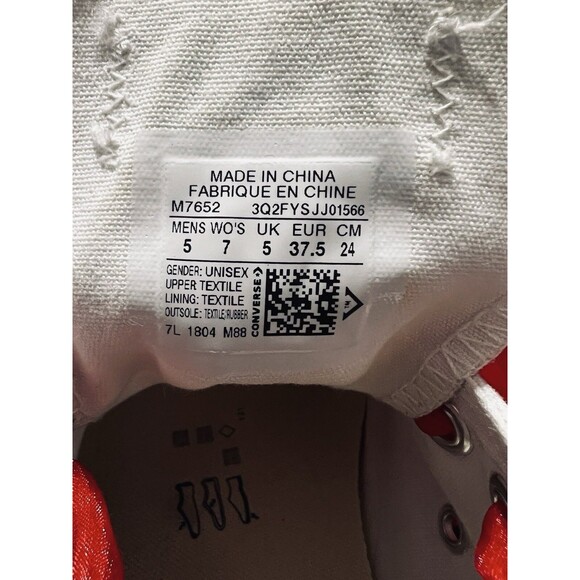 MADE IN CHINA
FABRIQUE EN CHINE
M7652 3Q2FYSJJ01566
MENS WO'S UK EUR CM
5 7 5 37.5 24
GENDER: UNISEX
UPPER TEXTILE
LINING: TEXTILE
OUTSOLE: TEXTILE/RUBBER
7L 1804 M88
CONVERSE